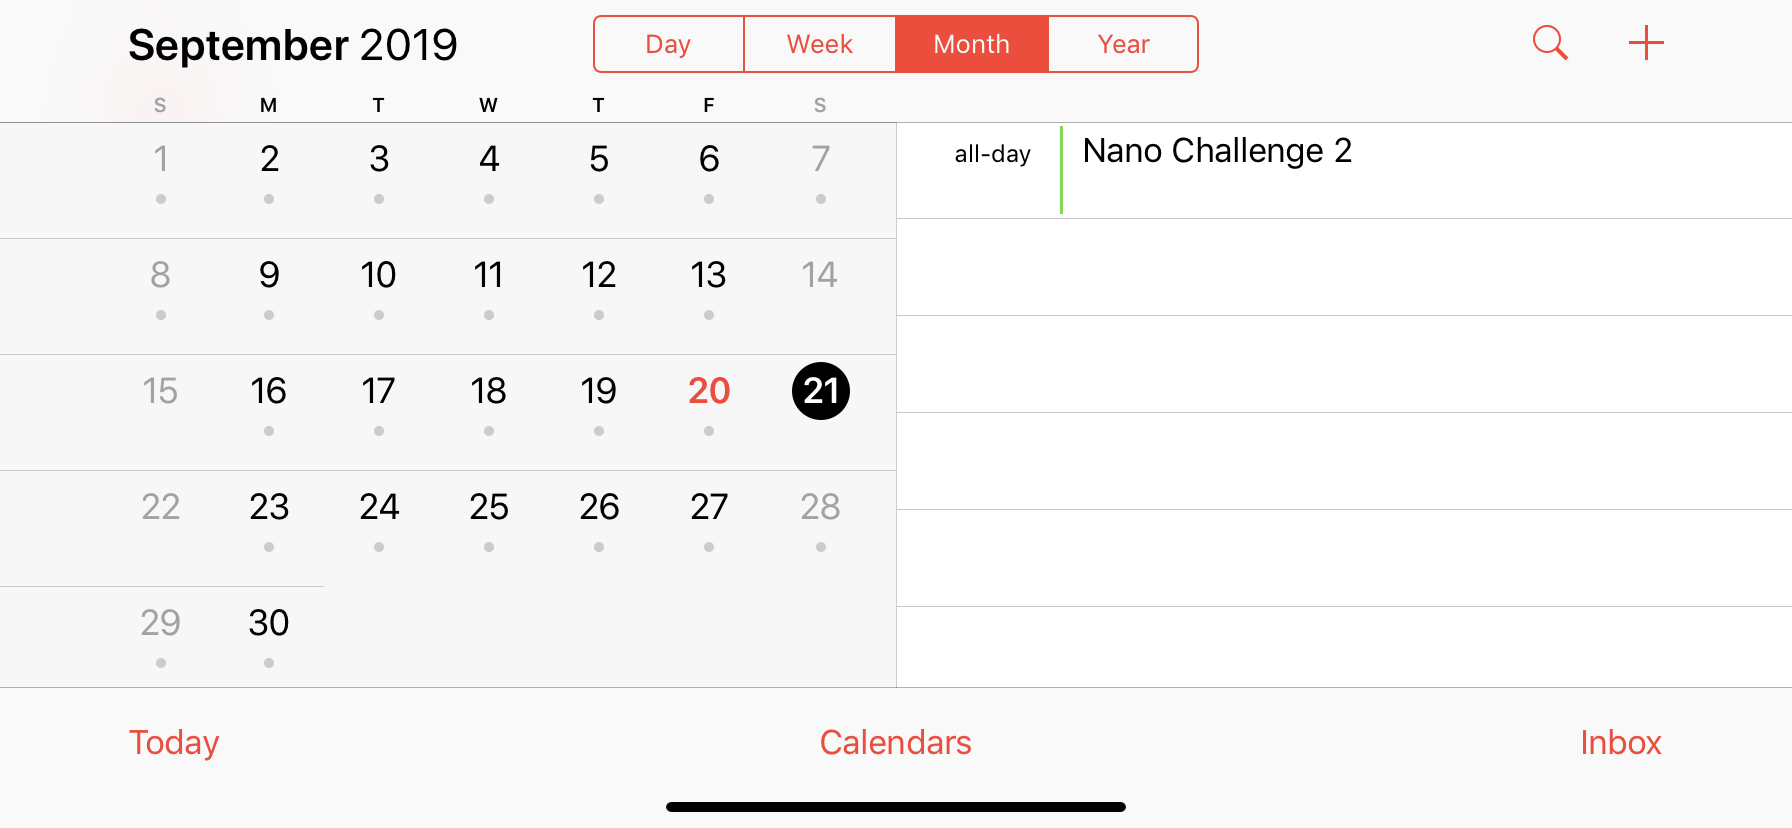 September 2019
Day Week Month Year
S M T W T F S
1 2 3 4 5 6 7
8 9 10 11 12 13 14
15 16 17 18 19 20 21
22 23 24 25 26 27 28
29 30
all-day Nano Challenge 2
Today Calendars Inbox